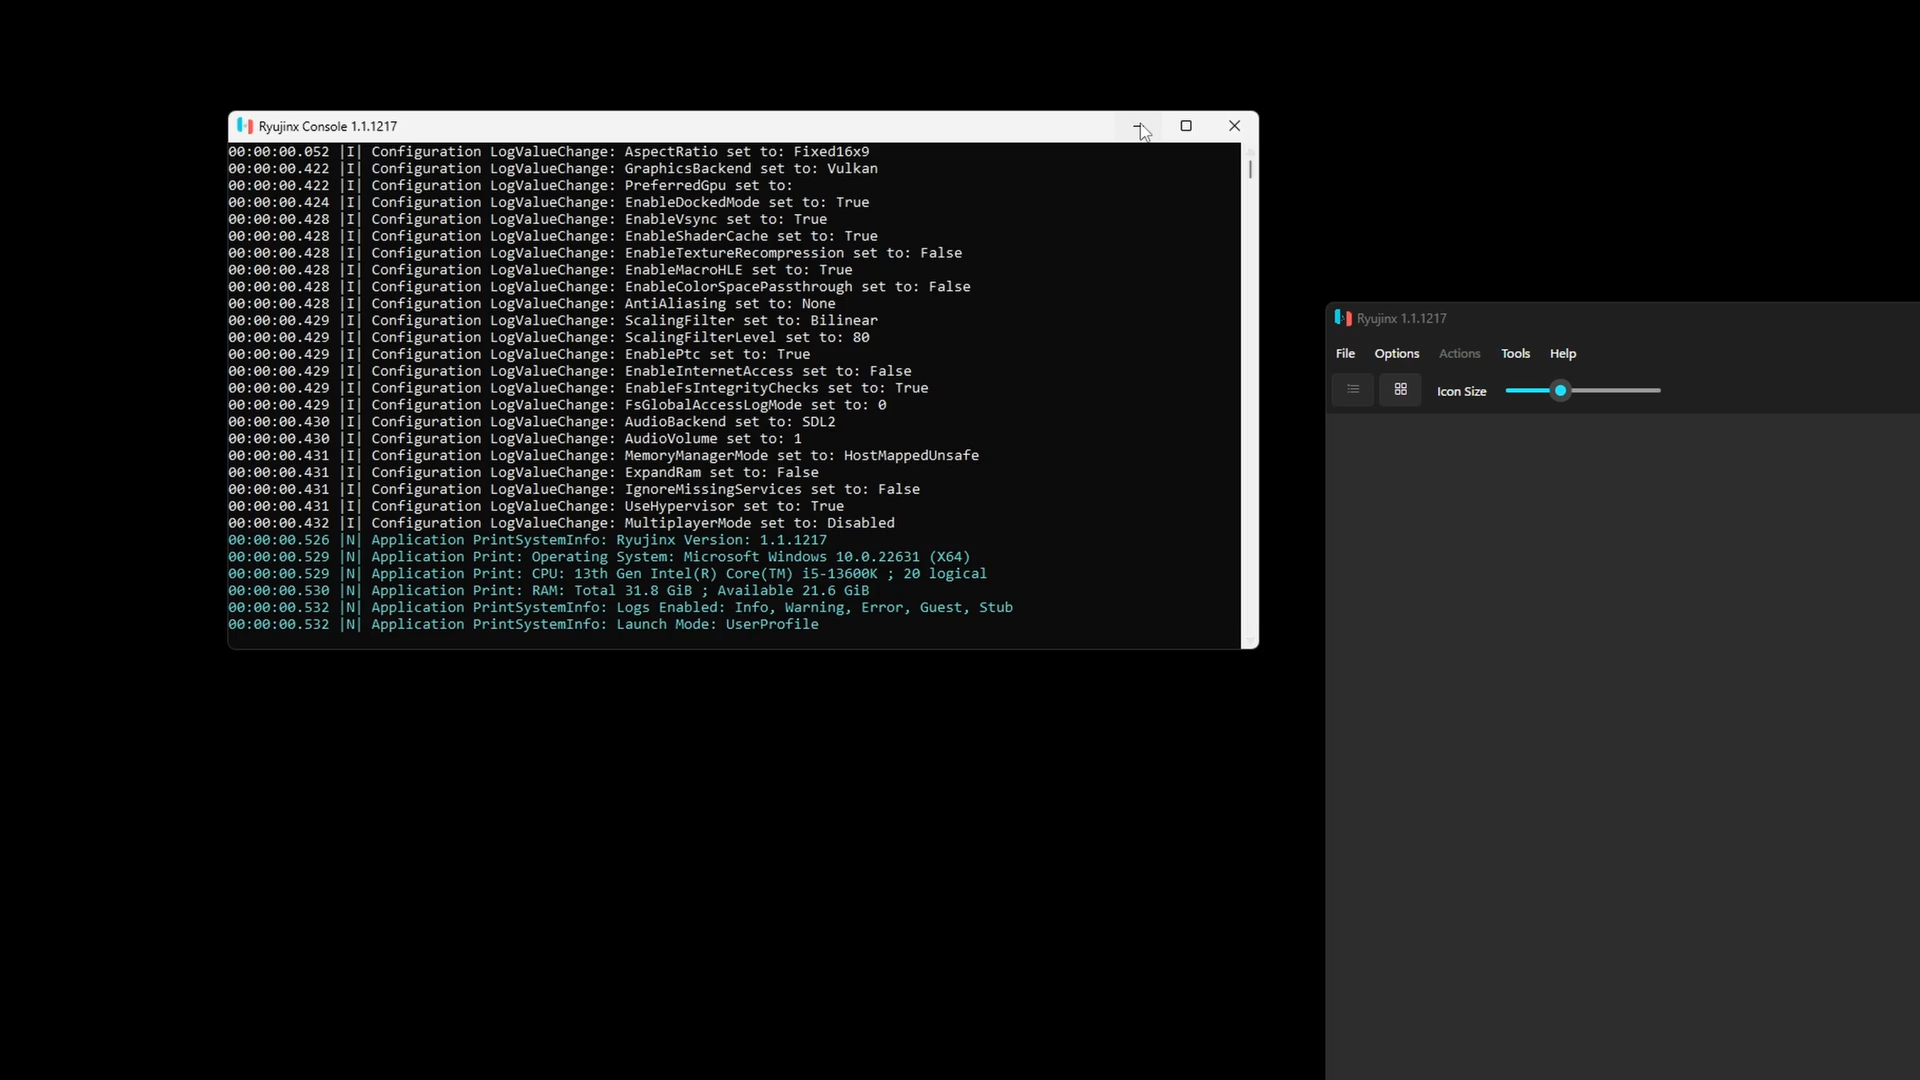 Ryujinx Console 1.1.1217
00:00:00.052 |I| Configuration LogValueChange: AspectRatio set to: Fixed16x9
00:00:00.422 |I| Configuration LogValueChange: GraphicsBackend set to: Vulkan
00:00:00.422 |I| Configuration LogValueChange: PreferredGpu set to:
00:00:00.424 |I| Configuration LogValueChange: EnableDockedMode set to: True
00:00:00.428 |I| Configuration LogValueChange: EnableVsync set to: True
00:00:00.428 |I| Configuration LogValueChange: EnableShaderCache set to: True
00:00:00.428 |I| Configuration LogValueChange: EnableTextureRecompression set to: False
00:00:00.428 |I| Configuration LogValueChange: EnableMacroHLE set to: True
00:00:00.428 |I| Configuration LogValueChange: EnableColorSpacePassthrough set to: False
00:00:00.428 |I| Configuration LogValueChange: AntiAliasing set to: None
00:00:00.429 |I| Configuration LogValueChange: ScalingFilter set to: Bilinear
00:00:00.429 |I| Configuration LogValueChange: ScalingFilterLevel set to: 80
00:00:00.429 |I| Configuration LogValueChange: EnablePtc set to: True
00:00:00.429 |I| Configuration LogValueChange: EnableInternetAccess set to: False
00:00:00.429 |I| Configuration LogValueChange: EnableFsIntegrityChecks set to: True
00:00:00.429 |I| Configuration LogValueChange: FsGlobalAccessLogMode set to: 0
00:00:00.430 |I| Configuration LogValueChange: AudioBackend set to: SDL2
00:00:00.430 |I| Configuration LogValueChange: AudioVolume set to: 1
00:00:00.431 |I| Configuration LogValueChange: MemoryManagerMode set to: HostMappedUnsafe
00:00:00.431 |I| Configuration LogValueChange: ExpandRam set to: False
00:00:00.431 |I| Configuration LogValueChange: IgnoreMissingServices set to: False
00:00:00.431 |I| Configuration LogValueChange: UseHypervisor set to: True
00:00:00.432 |I| Configuration LogValueChange: MultiplayerMode set to: Disabled
00:00:00.526 |N| Application PrintSystemInfo: Ryujinx Version: 1.1.1217
00:00:00.529 |N| Application Print: Operating System: Microsoft Windows 10.0.22631 (X64)
00:00:00.529 |N| Application Print: CPU: 13th Gen Intel(R) Core(TM) i5-13600K ; 20 logical
00:00:00.530 |N| Application Print: RAM: Total 31.8 GiB ; Available 21.6 GiB
00:00:00.532 |N| Application PrintSystemInfo: Logs Enabled: Info, Warning, Error, Guest, Stub
00:00:00.532 |N| Application PrintSystemInfo: Launch Mode: UserProfile
Ryujinx 1.1.1217
File Options Actions Tools Help
Icon Size